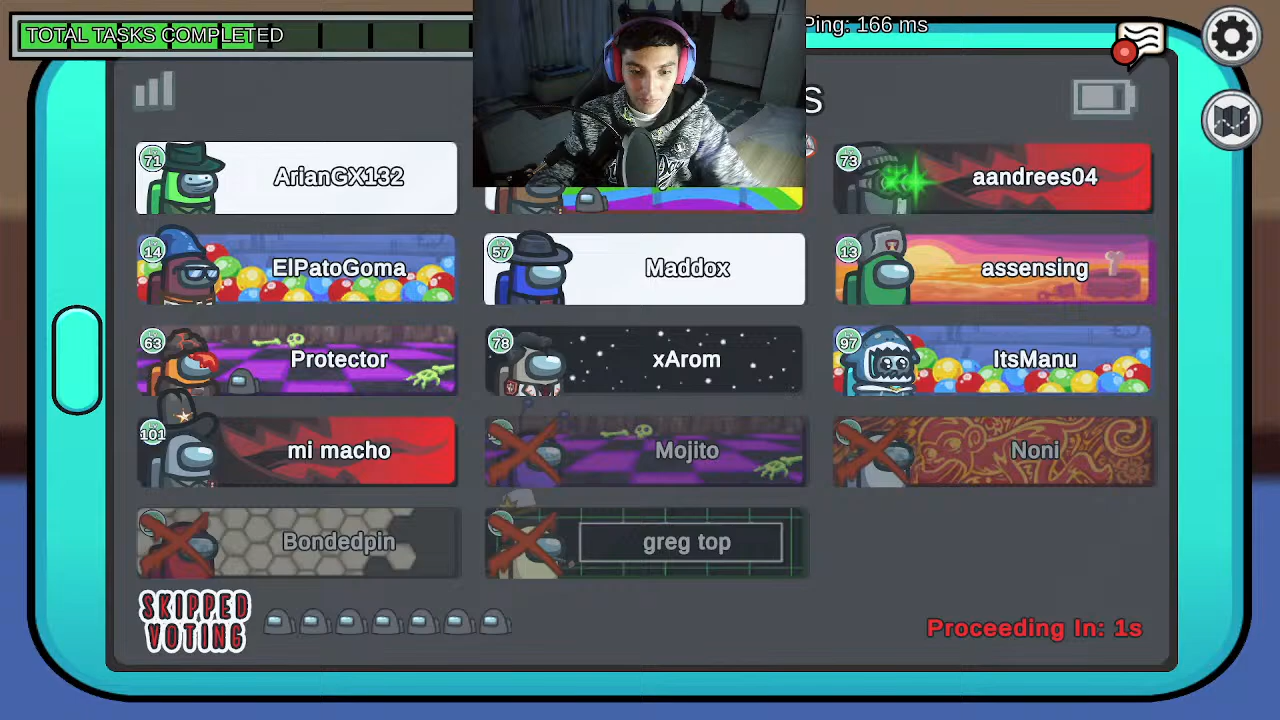 TOTAL TASKS COMPLETED
Ping: 166 ms
S
71 ArianGX132
73 aandrees04
14 ElPatoGoma
57 Maddox
13 assensing
63 Protector
78 xArom
97 ItsManu
101 mi macho
Mojito
Noni
Bondedpin
greg top
SKIPPED
VOTING
Proceeding In: 1s